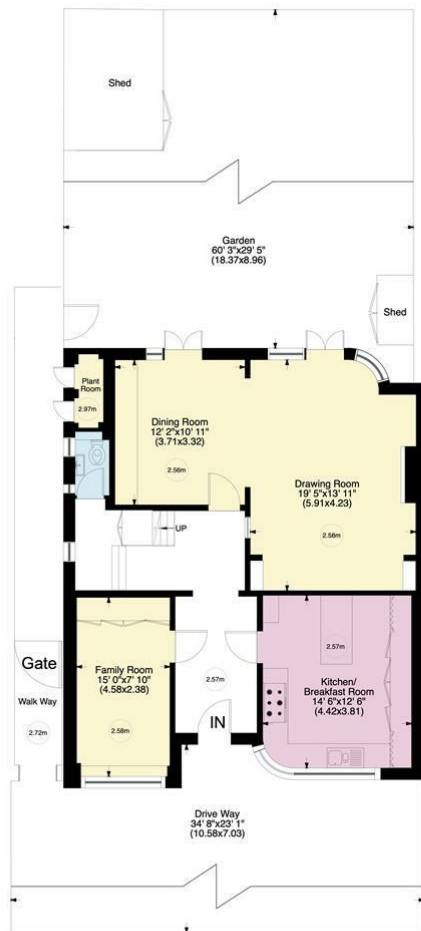 Shed
Garden
60' 3"x29' 5"
(18.37x8.96)
Shed
Plant
Room
2.97m
Dining Room
12' 2"x10' 11"
(3.71x3.32)
2.56m
Drawing Room
19' 5"x13' 11"
(5.91x4.23)
2.56m
UP
Gate
Walk Way
2.72m
Family Room
15' 0"x7' 10"
(4.58x2.38)
2.58m
2.57m
IN
2.57m
Kitchen/
Breakfast Room
14' 6"x12' 6"
(4.42x3.81)
Drive Way
34' 8"x23' 1"
(10.58x7.03)